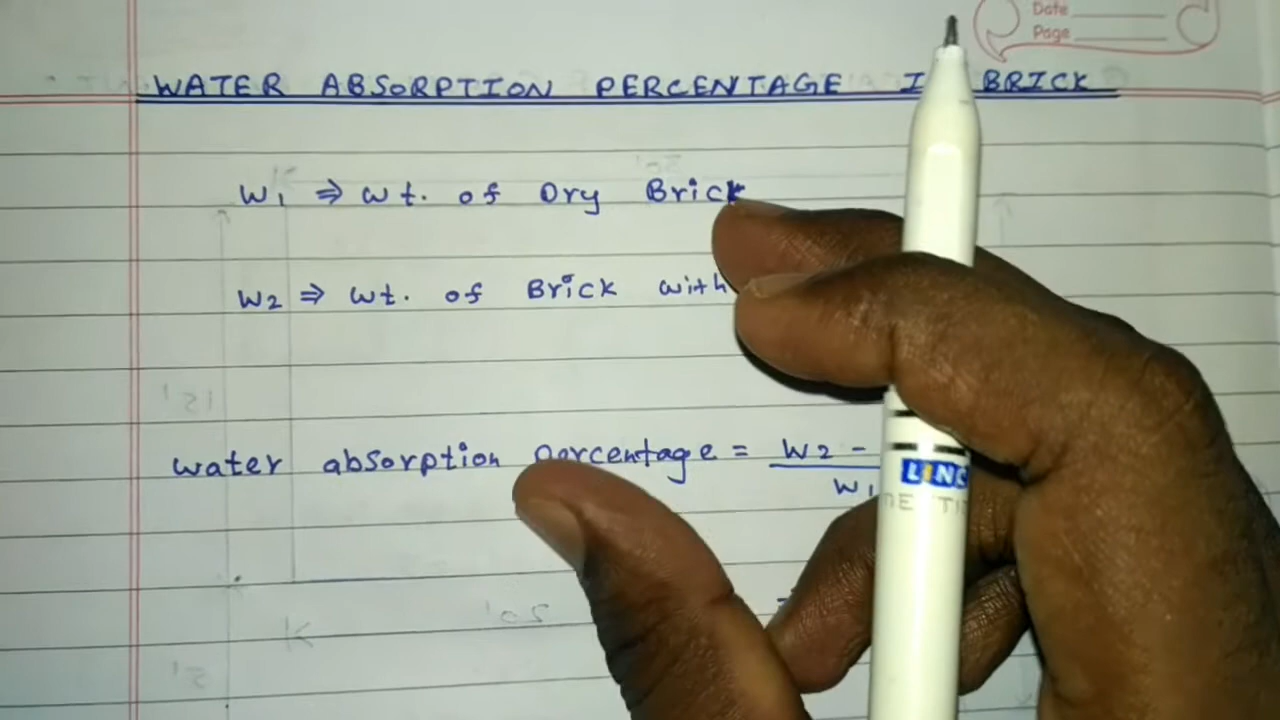 Date
Page
WATER ABSORPTION PERCENTAGE I BRICK
W1 ⇒ wt. of Dry Brick
W2 ⇒ wt. of Brick with
water absorption percentage = W2 -
W1
LINC